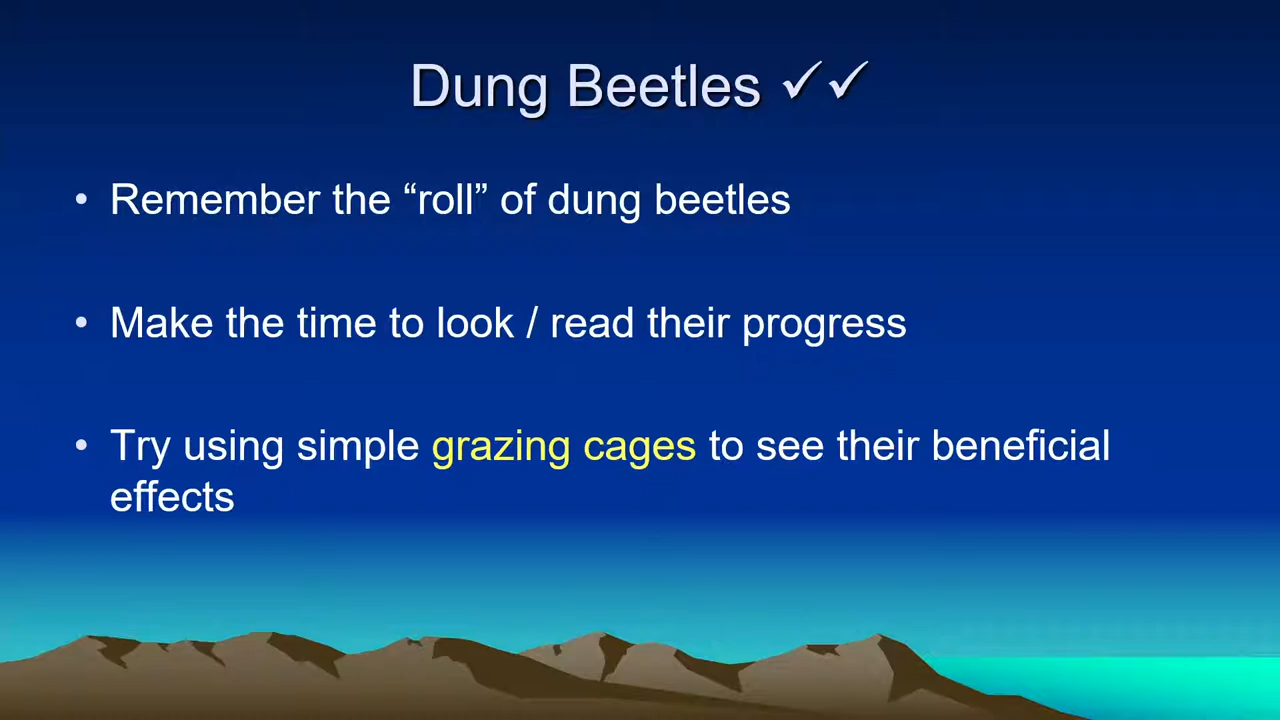 Dung Beetles ✓✓
• Remember the “roll” of dung beetles
• Make the time to look / read their progress
• Try using simple grazing cages to see their beneficial
effects